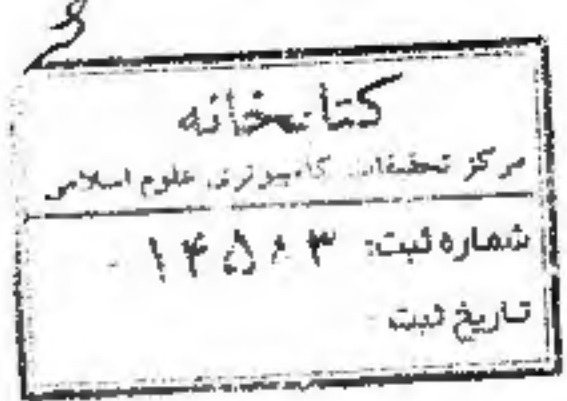 کتابخانه
مرکز تحقیقات کامپیوتری علوم اسلامی
شماره ثبت: ۱۴۵۸۳
تاریخ ثبت: